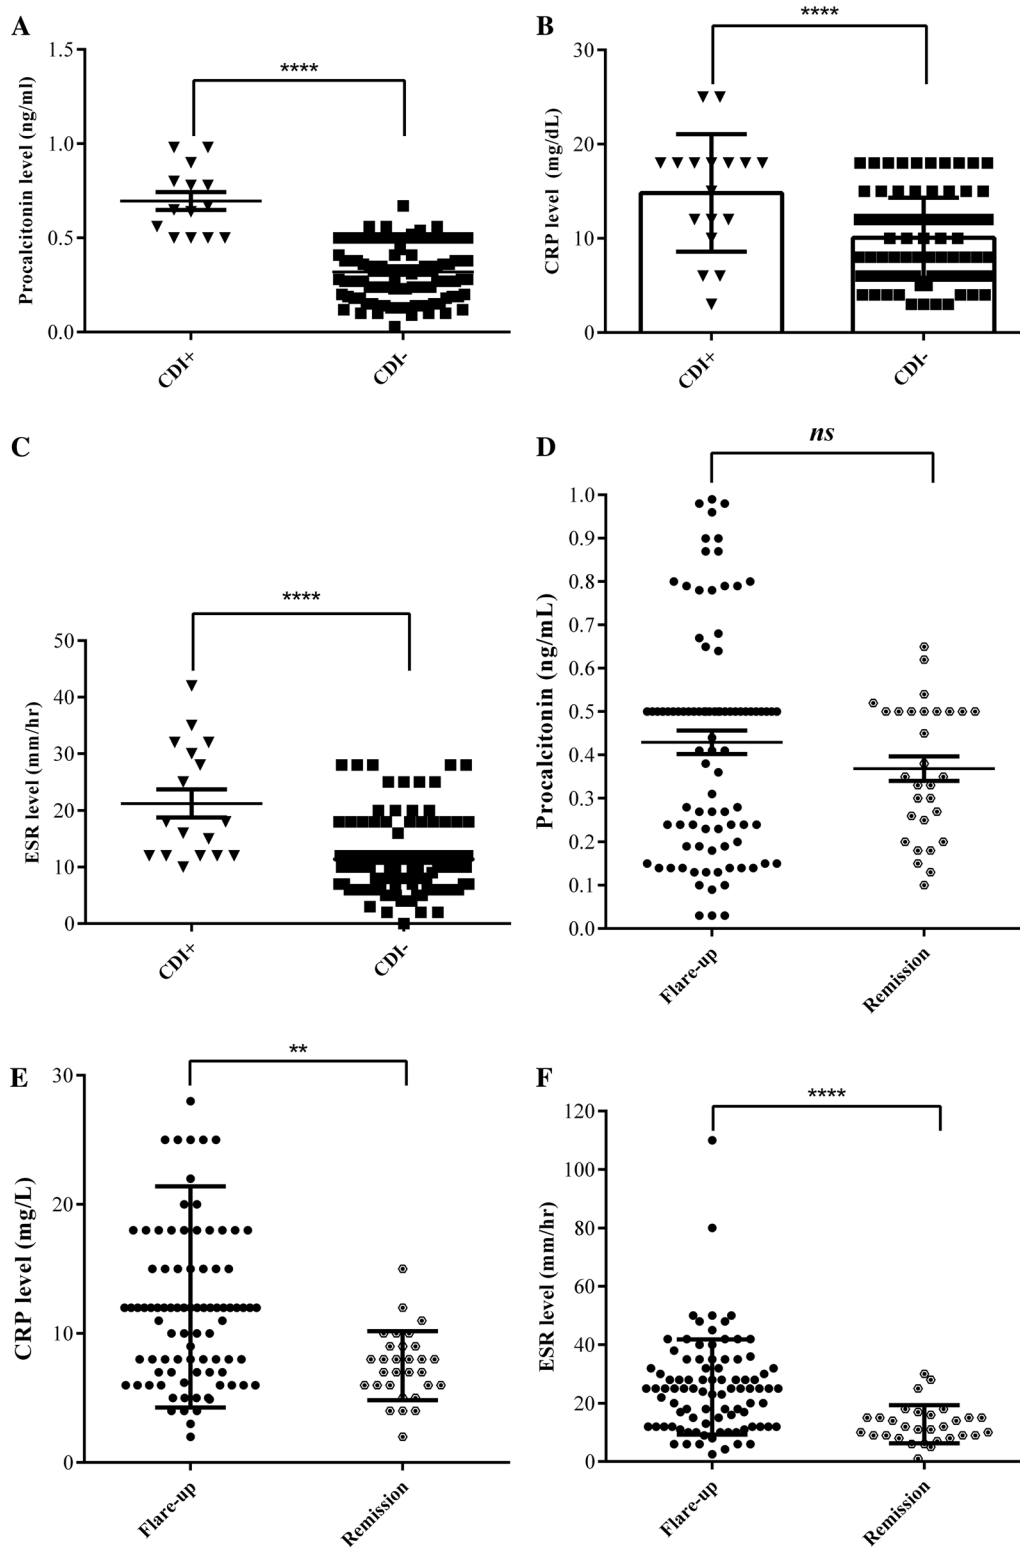 A
Procalcitonin level (ng/ml)
1.5
1.0
0.5
0.0
****
CDI+
CDI-
B
CRP level (mg/dL)
30
20
10
0
****
CDI+
CDI-
C
ESR level (mm/hr)
50
40
30
20
10
0
****
CDI+
CDI-
D
Procalcitonin (ng/mL)
1.0
0.9
0.8
0.7
0.6
0.5
0.4
0.3
0.2
0.1
0.0
ns
Flare-up
Remission
E
CRP level (mg/L)
30
20
10
0
**
Flare-up
Remission
F
ESR level (mm/hr)
120
100
80
60
40
20
0
****
Flare-up
Remission